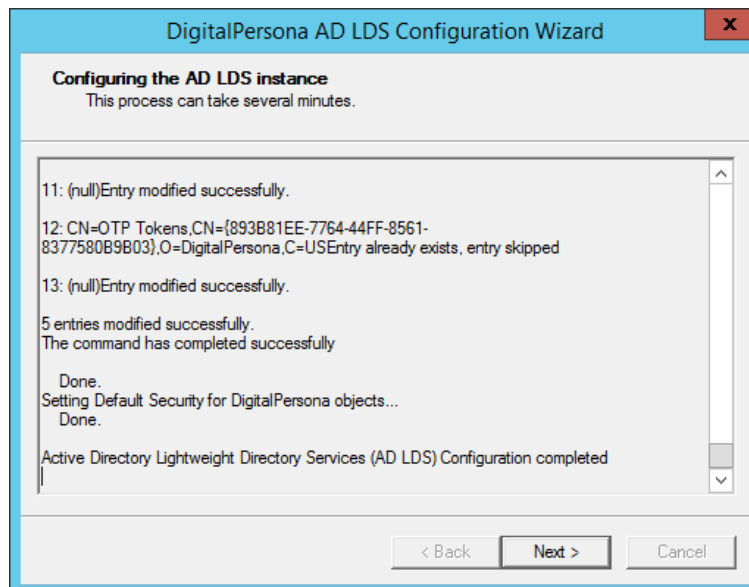 DigitalPersona AD LDS Configuration Wizard
x
Configuring the AD LDS instance
This process can take several minutes.
11: (null)Entry modified successfully.
12: CN=OTP Tokens,CN={893B81EE-7764-44FF-8561-
8377580B9B03},O=DigitalPersona,C=USEntry already exists, entry skipped
13: (null)Entry modified successfully.
5 entries modified successfully.
The command has completed successfully
Done.
Setting Default Security for DigitalPersona objects...
Done.
Active Directory Lightweight Directory Services (AD LDS) Configuration completed
< Back Next > Cancel